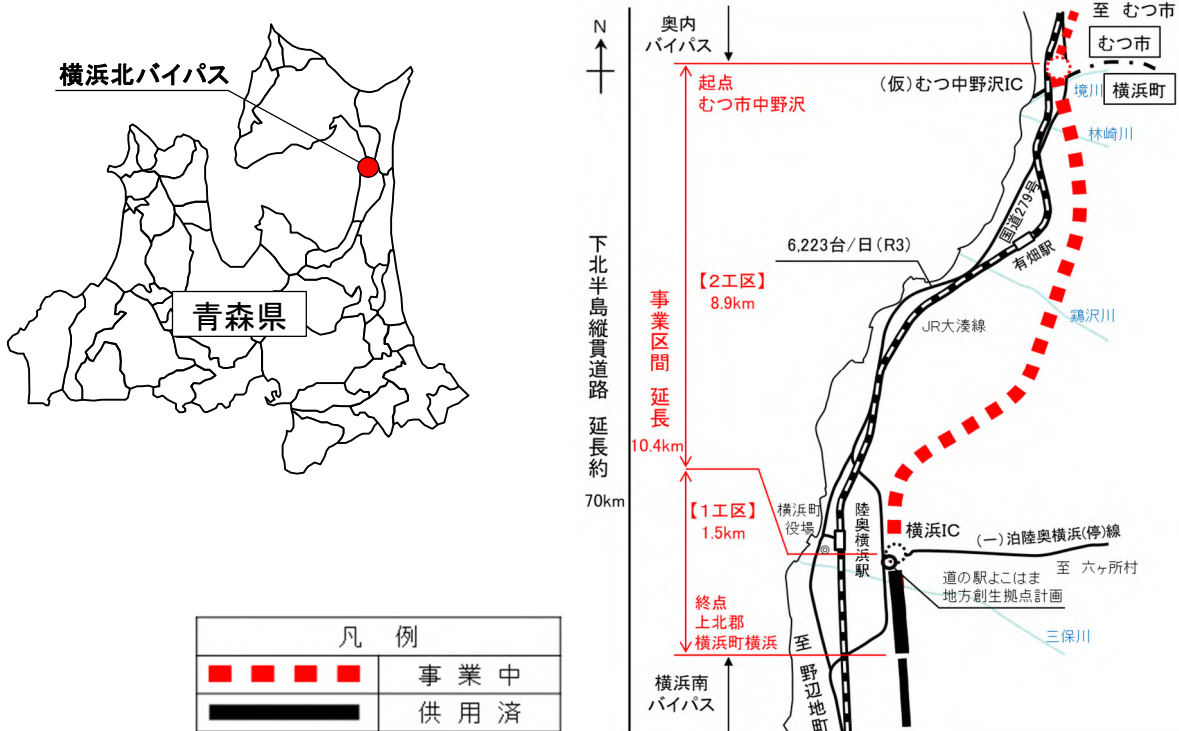 横浜北バイパス
青森県
凡 例
事 業 中
供 用 済
N
下北半島縦貫道路 延長約
70km
奥内
バイパス
起点
むつ市中野沢
事業区間 延長
10.4km
【2工区】
8.9km
【1工区】
1.5km
終点
上北郡
横浜町横浜
横浜南
バイパス
至 むつ市
むつ市
横浜町
(仮)むつ中野沢IC
境川
林崎川
国道279号
有畑駅
6,223台/日(R3)
鶏沢川
JR大湊線
横浜町
役場
陸奥横浜駅
横浜IC
(一)泊陸奥横浜(停)線
至 六ヶ所村
道の駅よこはま
地方創生拠点計画
三保川
至 野辺地町